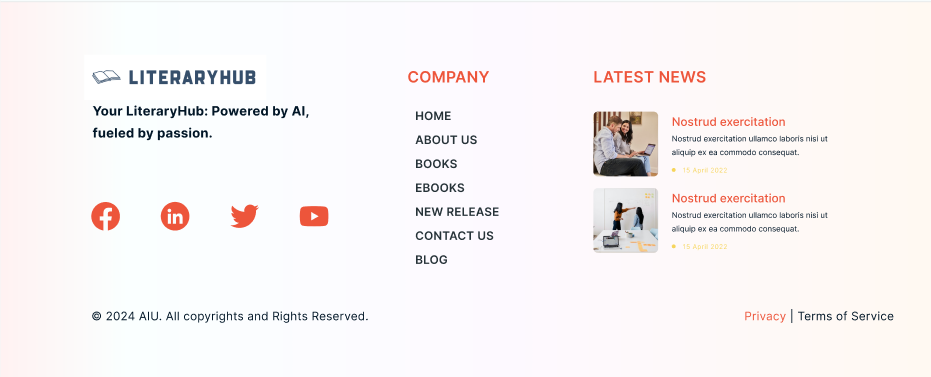 LITERARYHUB
Your LiteraryHub: Powered by AI,
fueled by passion.
COMPANY
HOME
ABOUT US
BOOKS
EBOOKS
NEW RELEASE
CONTACT US
BLOG
LATEST NEWS
Nostrud exercitation
Nostrud exercitation ullamco laboris nisi ut
aliquip ex ea commodo consequat.
15 April 2022
Nostrud exercitation
Nostrud exercitation ullamco laboris nisi ut
aliquip ex ea commodo consequat.
15 April 2022
© 2024 AIU. All copyrights and Rights Reserved.
Privacy | Terms of Service